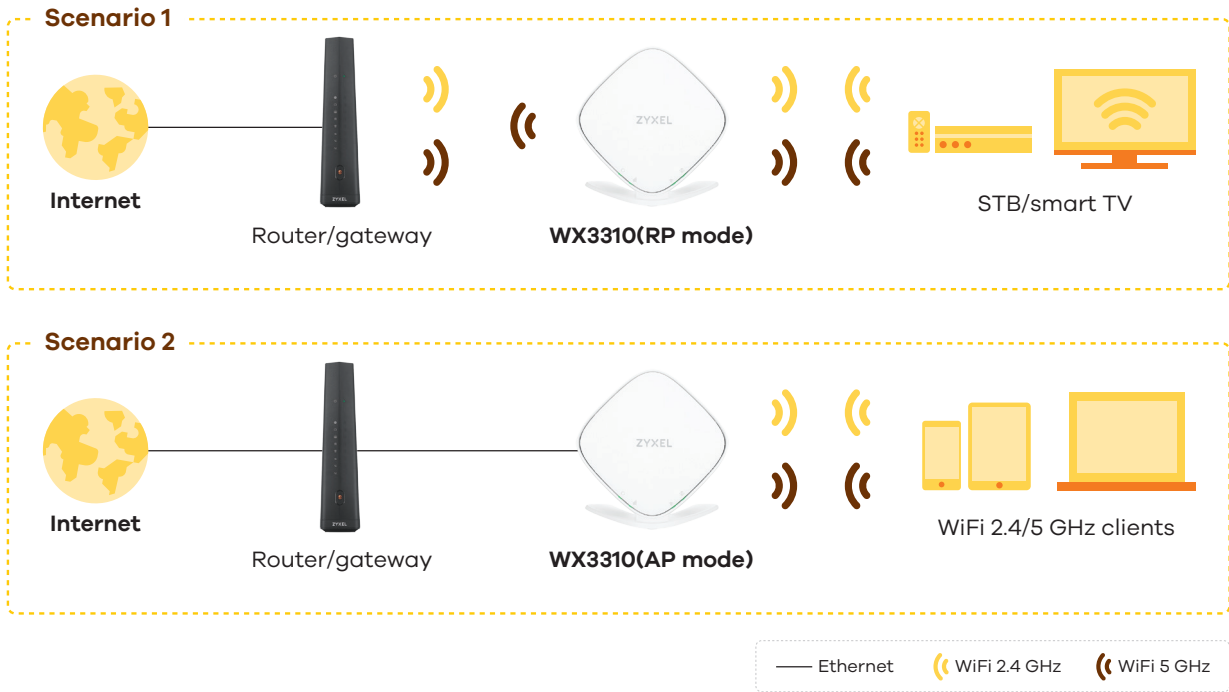 Scenario 1
ZYXEL
ZYXEL
Internet
STB/smart TV
Router/gateway
WX3310(RP mode)
Scenario 2
ZYXEL
ZYXEL
Internet
WiFi 2.4/5 GHz clients
Router/gateway
WX3310(AP mode)
Ethernet
WiFi 2.4 GHz
WiFi 5 GHz